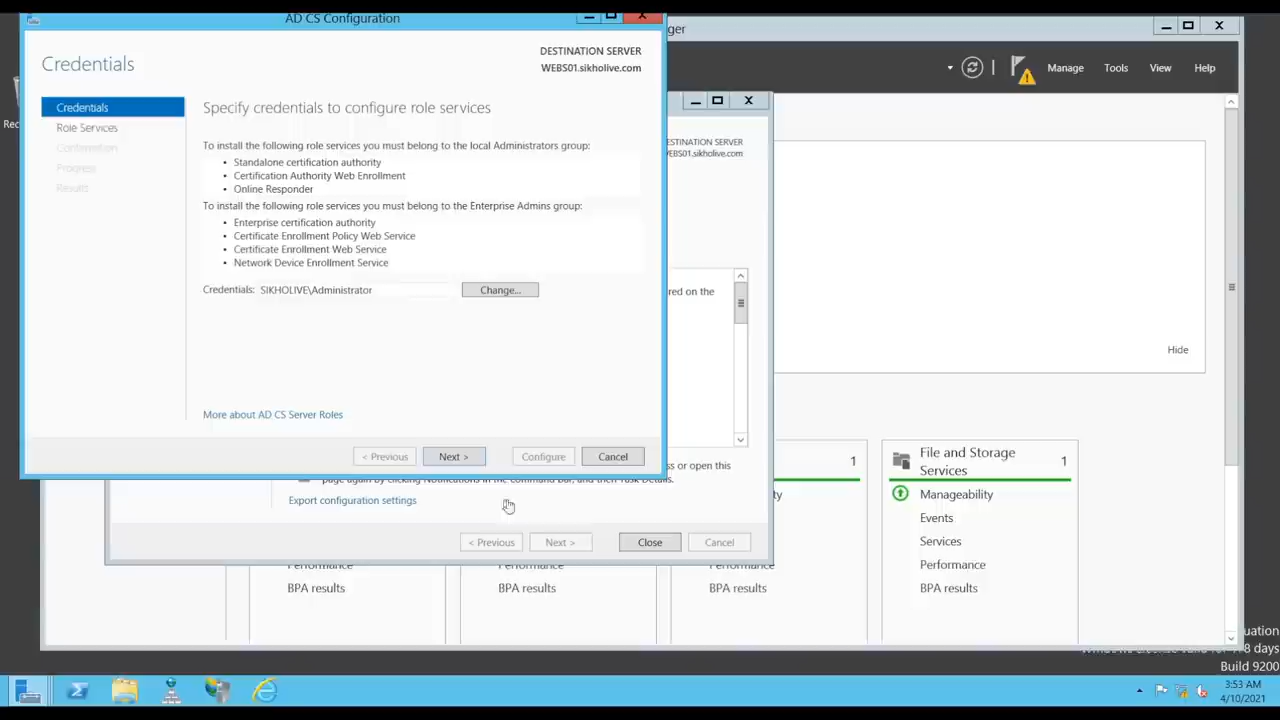 AD CS Configuration
Credentials
DESTINATION SERVER
WEBS01.sikholive.com
Credentials
Role Services
Confirmation
Progress
Results
Specify credentials to configure role services
To install the following role services you must belong to the local Administrators group:
• Standalone certification authority
• Certification Authority Web Enrollment
• Online Responder
To install the following role services you must belong to the Enterprise Admins group:
• Enterprise certification authority
• Certificate Enrollment Policy Web Service
• Certificate Enrollment Web Service
• Network Device Enrollment Service
Credentials: SIKHOLIVE\Administrator
Change...
More about AD CS Server Roles
< Previous
Next >
Configure
Cancel
ger
Manage
Tools
View
Help
DESTINATION SERVER
WEBS01.sikholive.com
red on the
ss or open this
page again by clicking Notifications in the command bar, and then Task Details.
Export configuration settings
< Previous
Next >
Close
Cancel
Hide
1
File and Storage
Services
1
Manageability
Events
Services
Performance
BPA results
Performance
BPA results
Performance
BPA results
Performance
BPA results
Rec
uation
days
Build 9200
3:53 AM
4/10/2021